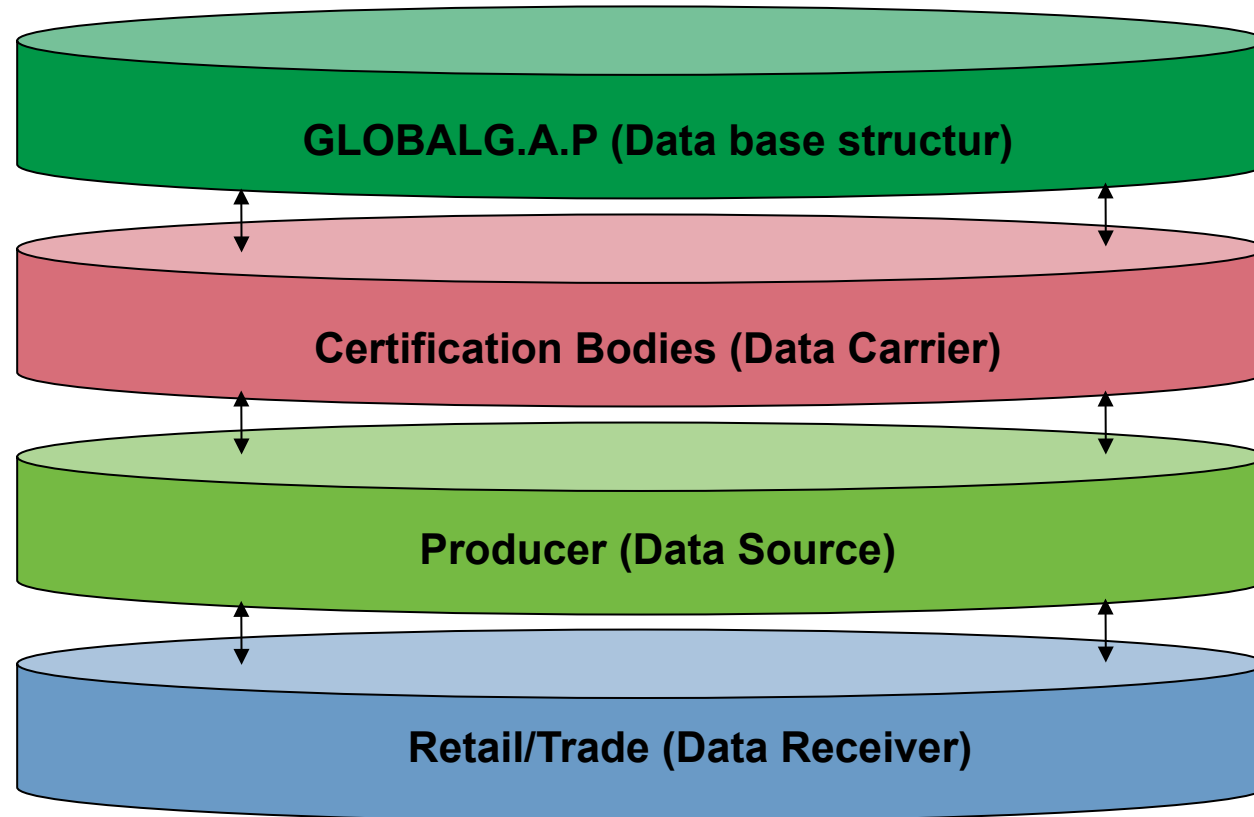 GLOBALG.A.P (Data base structur)
Certification Bodies (Data Carrier)
Producer (Data Source)
Retail/Trade (Data Receiver)